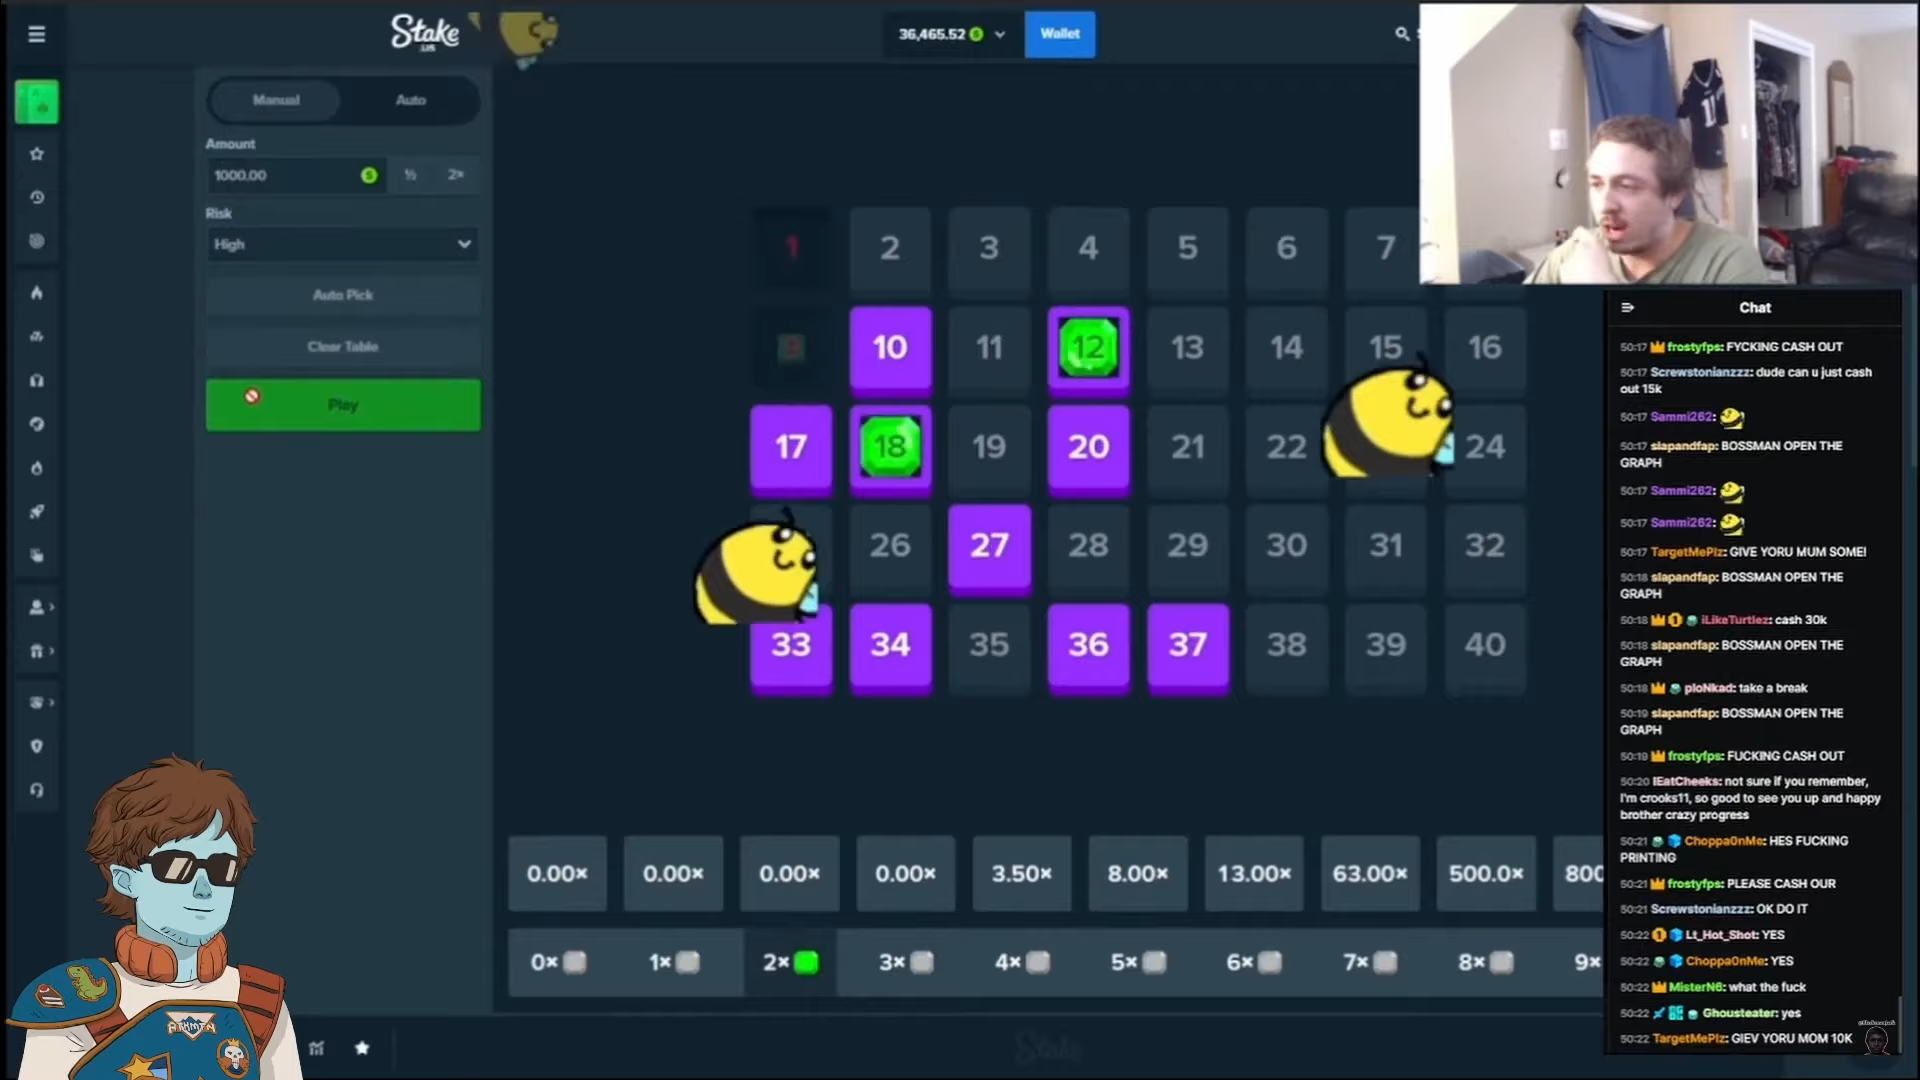 Stake
.US
36,465.52
Wallet
Manual
Auto
Amount
1000.00
½
2×
Risk
High
Auto Pick
Clear Table
Play
1 2 3 4 5 6 7
10 11 12 13 14 15 16
17 18 19 20 21 22 24
26 27 28 29 30 31 32
33 34 35 36 37 38 39 40
0.00× 0.00× 0.00× 0.00× 3.50× 8.00× 13.00× 63.00× 500.0× 800
0× 1× 2× 3× 4× 5× 6× 7× 8× 9×
Stake
Chat
50:17 frostyfps: FYCKING CASH OUT
50:17 Screwstonianzzz: dude can u just cash
out 15k
50:17 Sammi262:
50:17 slapandfap: BOSSMAN OPEN THE
GRAPH
50:17 Sammi262:
50:17 Sammi262:
50:17 TargetMePlz: GIVE YORU MUM SOME!
50:18 slapandfap: BOSSMAN OPEN THE
GRAPH
50:18 iLikeTurtlez: cash 30k
50:18 slapandfap: BOSSMAN OPEN THE
GRAPH
50:18 ploNkad: take a break
50:19 slapandfap: BOSSMAN OPEN THE
GRAPH
50:19 frostyfps: FUCKING CASH OUT
50:20 IEatCheeks: not sure if you remember,
I'm crooks11, so good to see you up and happy
brother crazy progress
50:21 Choppa0nMe: HES FUCKING
PRINTING
50:21 frostyfps: PLEASE CASH OUR
50:21 Screwstonianzzz: OK DO IT
50:22 Lt_Hot_Shot: YES
50:22 Choppa0nMe: YES
50:22 MisterN6: what the fuck
50:22 Ghousteater: yes
50:22 TargetMePlz: GIEV YORU MOM 10K